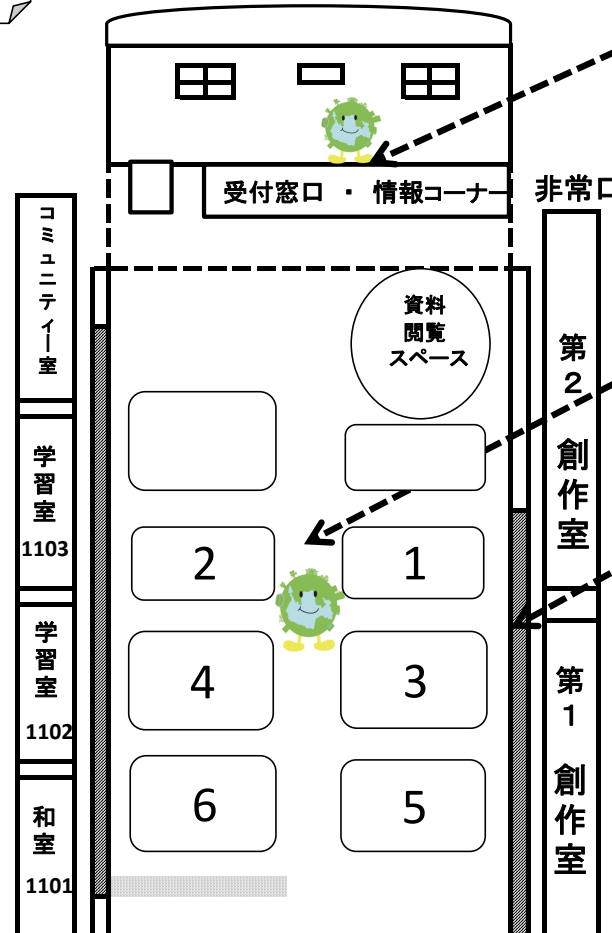 受付窓口 ・ 情報コーナー
非常口
コミュニティー室
資料
閲覧
スペース
第2 創作室
学習室
1103
2
1
学習室
1102
4
3
第1 創作室
和室
1101
6
5